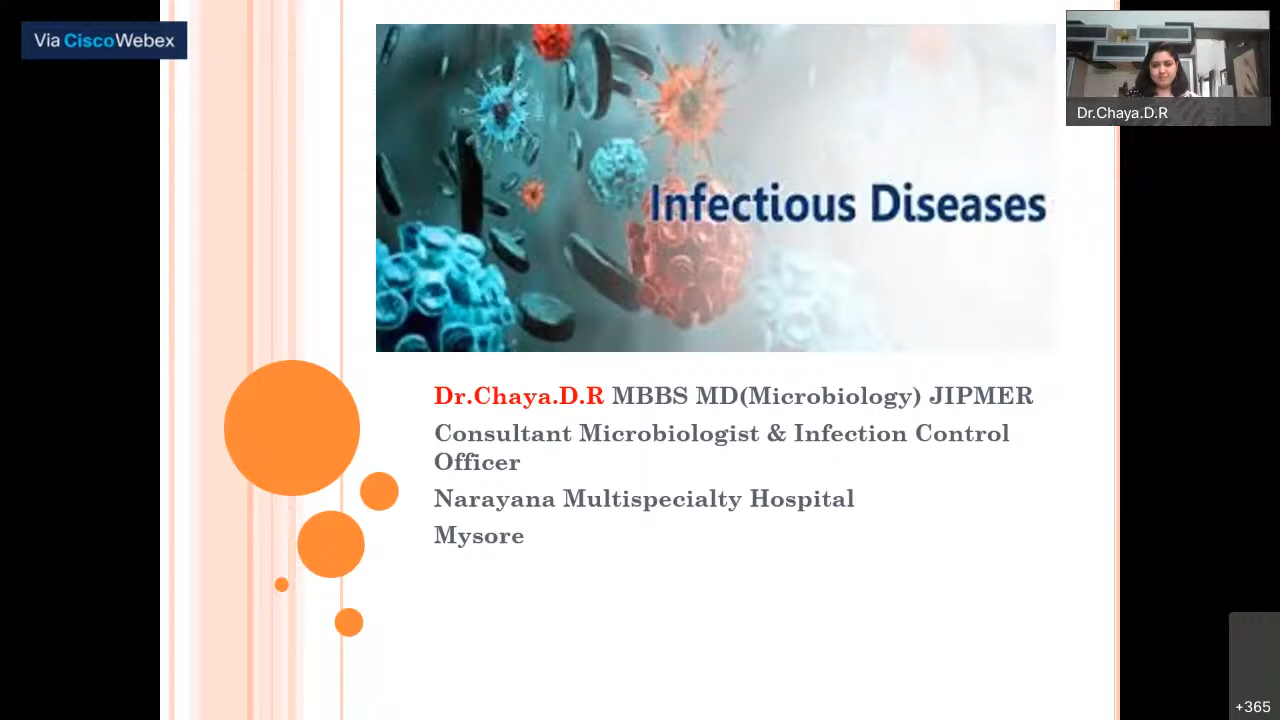 Via CiscoWebex
Dr.Chaya.D.R
Infectious Diseases
Dr.Chaya.D.R MBBS MD(Microbiology) JIPMER
Consultant Microbiologist & Infection Control
Officer
Narayana Multispecialty Hospital
Mysore
+365